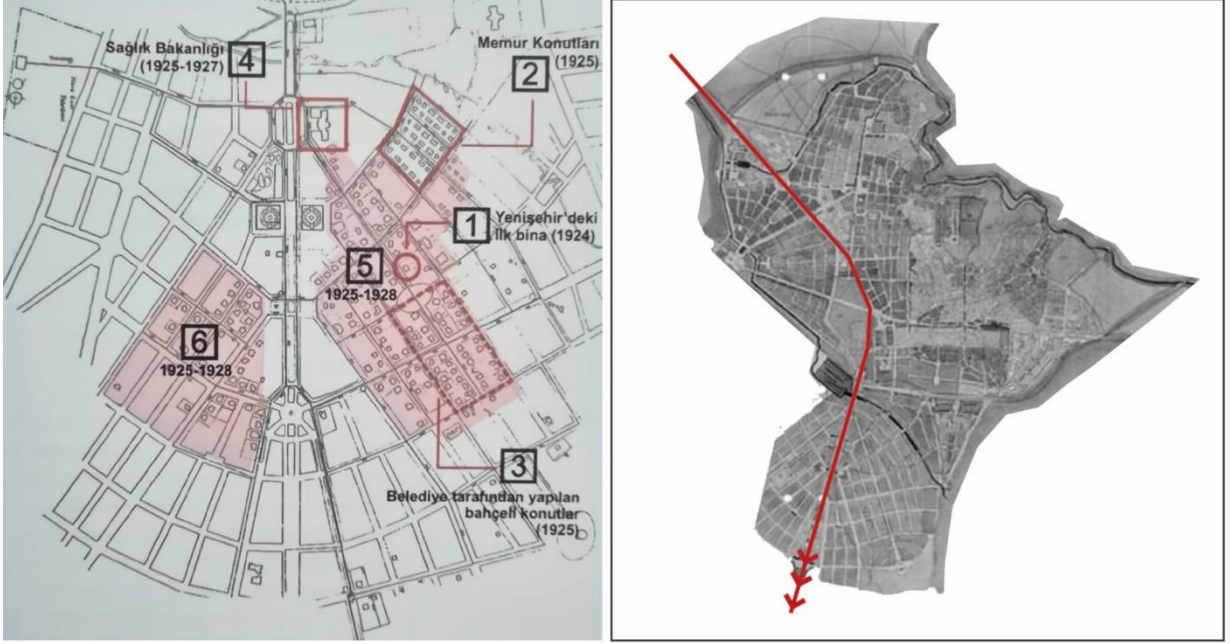 Sağlık Bakanlığı
(1925-1927)
4
Memur Konutları
(1925)
2
1
Yenişehir'deki
ilk bina (1924)
5
1925-1928
6
1925-1928
3
Belediye tarafından yapılan
bahçeli konutlar
(1925)